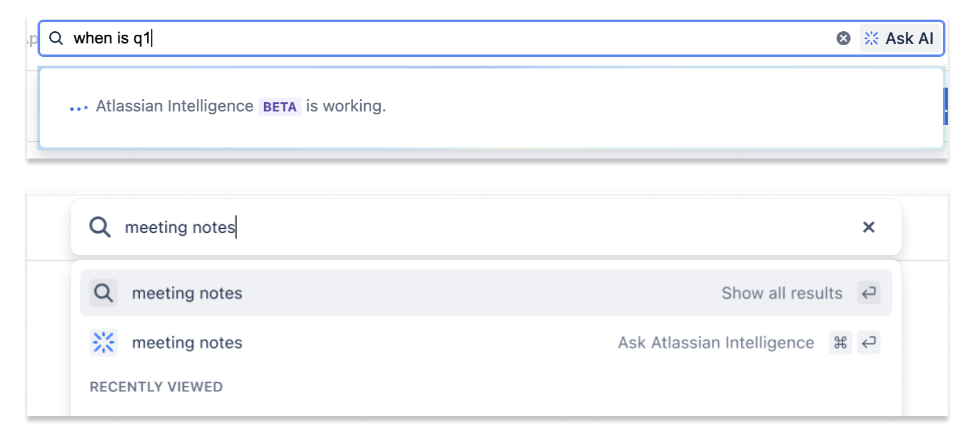 when is q1
Ask AI
Atlassian Intelligence BETA is working.
meeting notes
meeting notes Show all results
meeting notes Ask Atlassian Intelligence ⌘
RECENTLY VIEWED